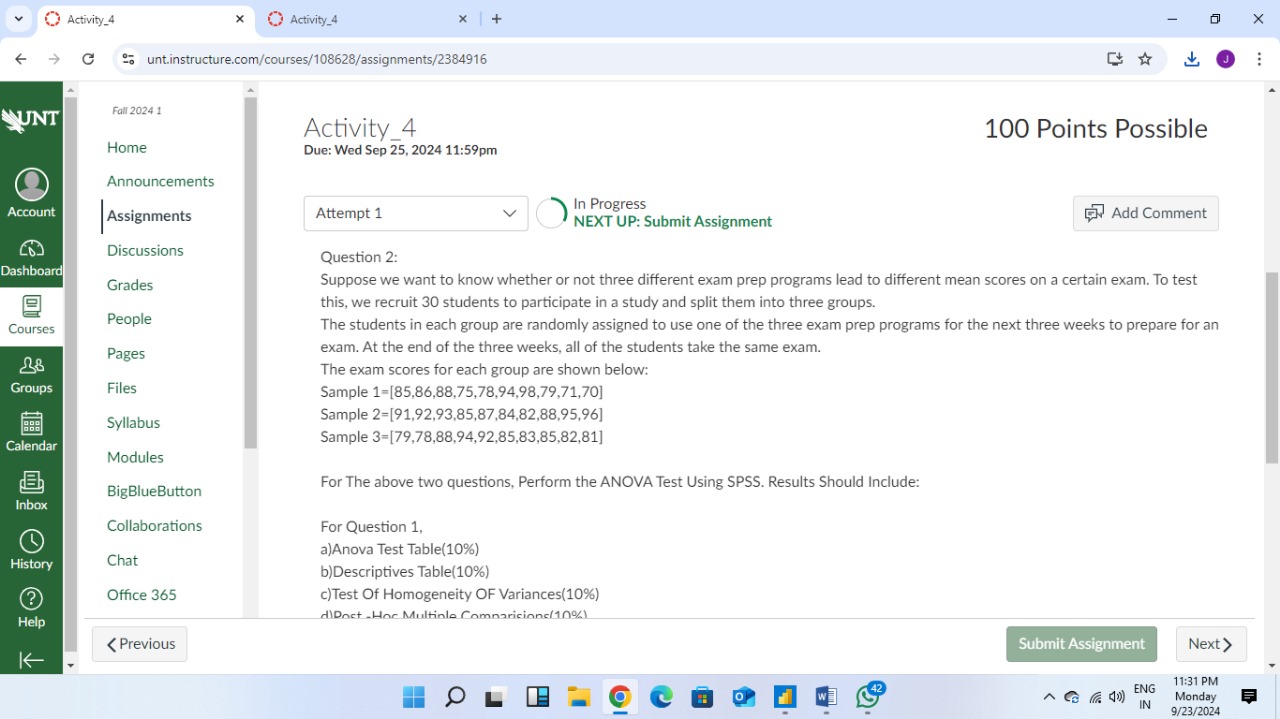 Activity_4
Activity_4
unt.instructure.com/courses/108628/assignments/2384916
J
UNT
Account
Dashboard
Courses
Groups
Calendar
Inbox
History
Help
Fall 2024 1
Home
Announcements
Assignments
Discussions
Grades
People
Pages
Files
Syllabus
Modules
BigBlueButton
Collaborations
Chat
Office 365
Activity_4
Due: Wed Sep 25, 2024 11:59pm
100 Points Possible
Attempt 1
In Progress
NEXT UP: Submit Assignment
Add Comment
Question 2:
Suppose we want to know whether or not three different exam prep programs lead to different mean scores on a certain exam. To test
this, we recruit 30 students to participate in a study and split them into three groups.
The students in each group are randomly assigned to use one of the three exam prep programs for the next three weeks to prepare for an
exam. At the end of the three weeks, all of the students take the same exam.
The exam scores for each group are shown below:
Sample 1=[85,86,88,75,78,94,98,79,71,70]
Sample 2=[91,92,93,85,87,84,82,88,95,96]
Sample 3=[79,78,88,94,92,85,83,85,82,81]
For The above two questions, Perform the ANOVA Test Using SPSS. Results Should Include:
For Question 1,
a)Anova Test Table(10%)
b)Descriptives Table(10%)
c)Test Of Homogeneity OF Variances(10%)
d)Post -Hoc Multiple Comparisions(10%)
Previous
Submit Assignment
Next
42
ENG
IN
11:31 PM
Monday
9/23/2024